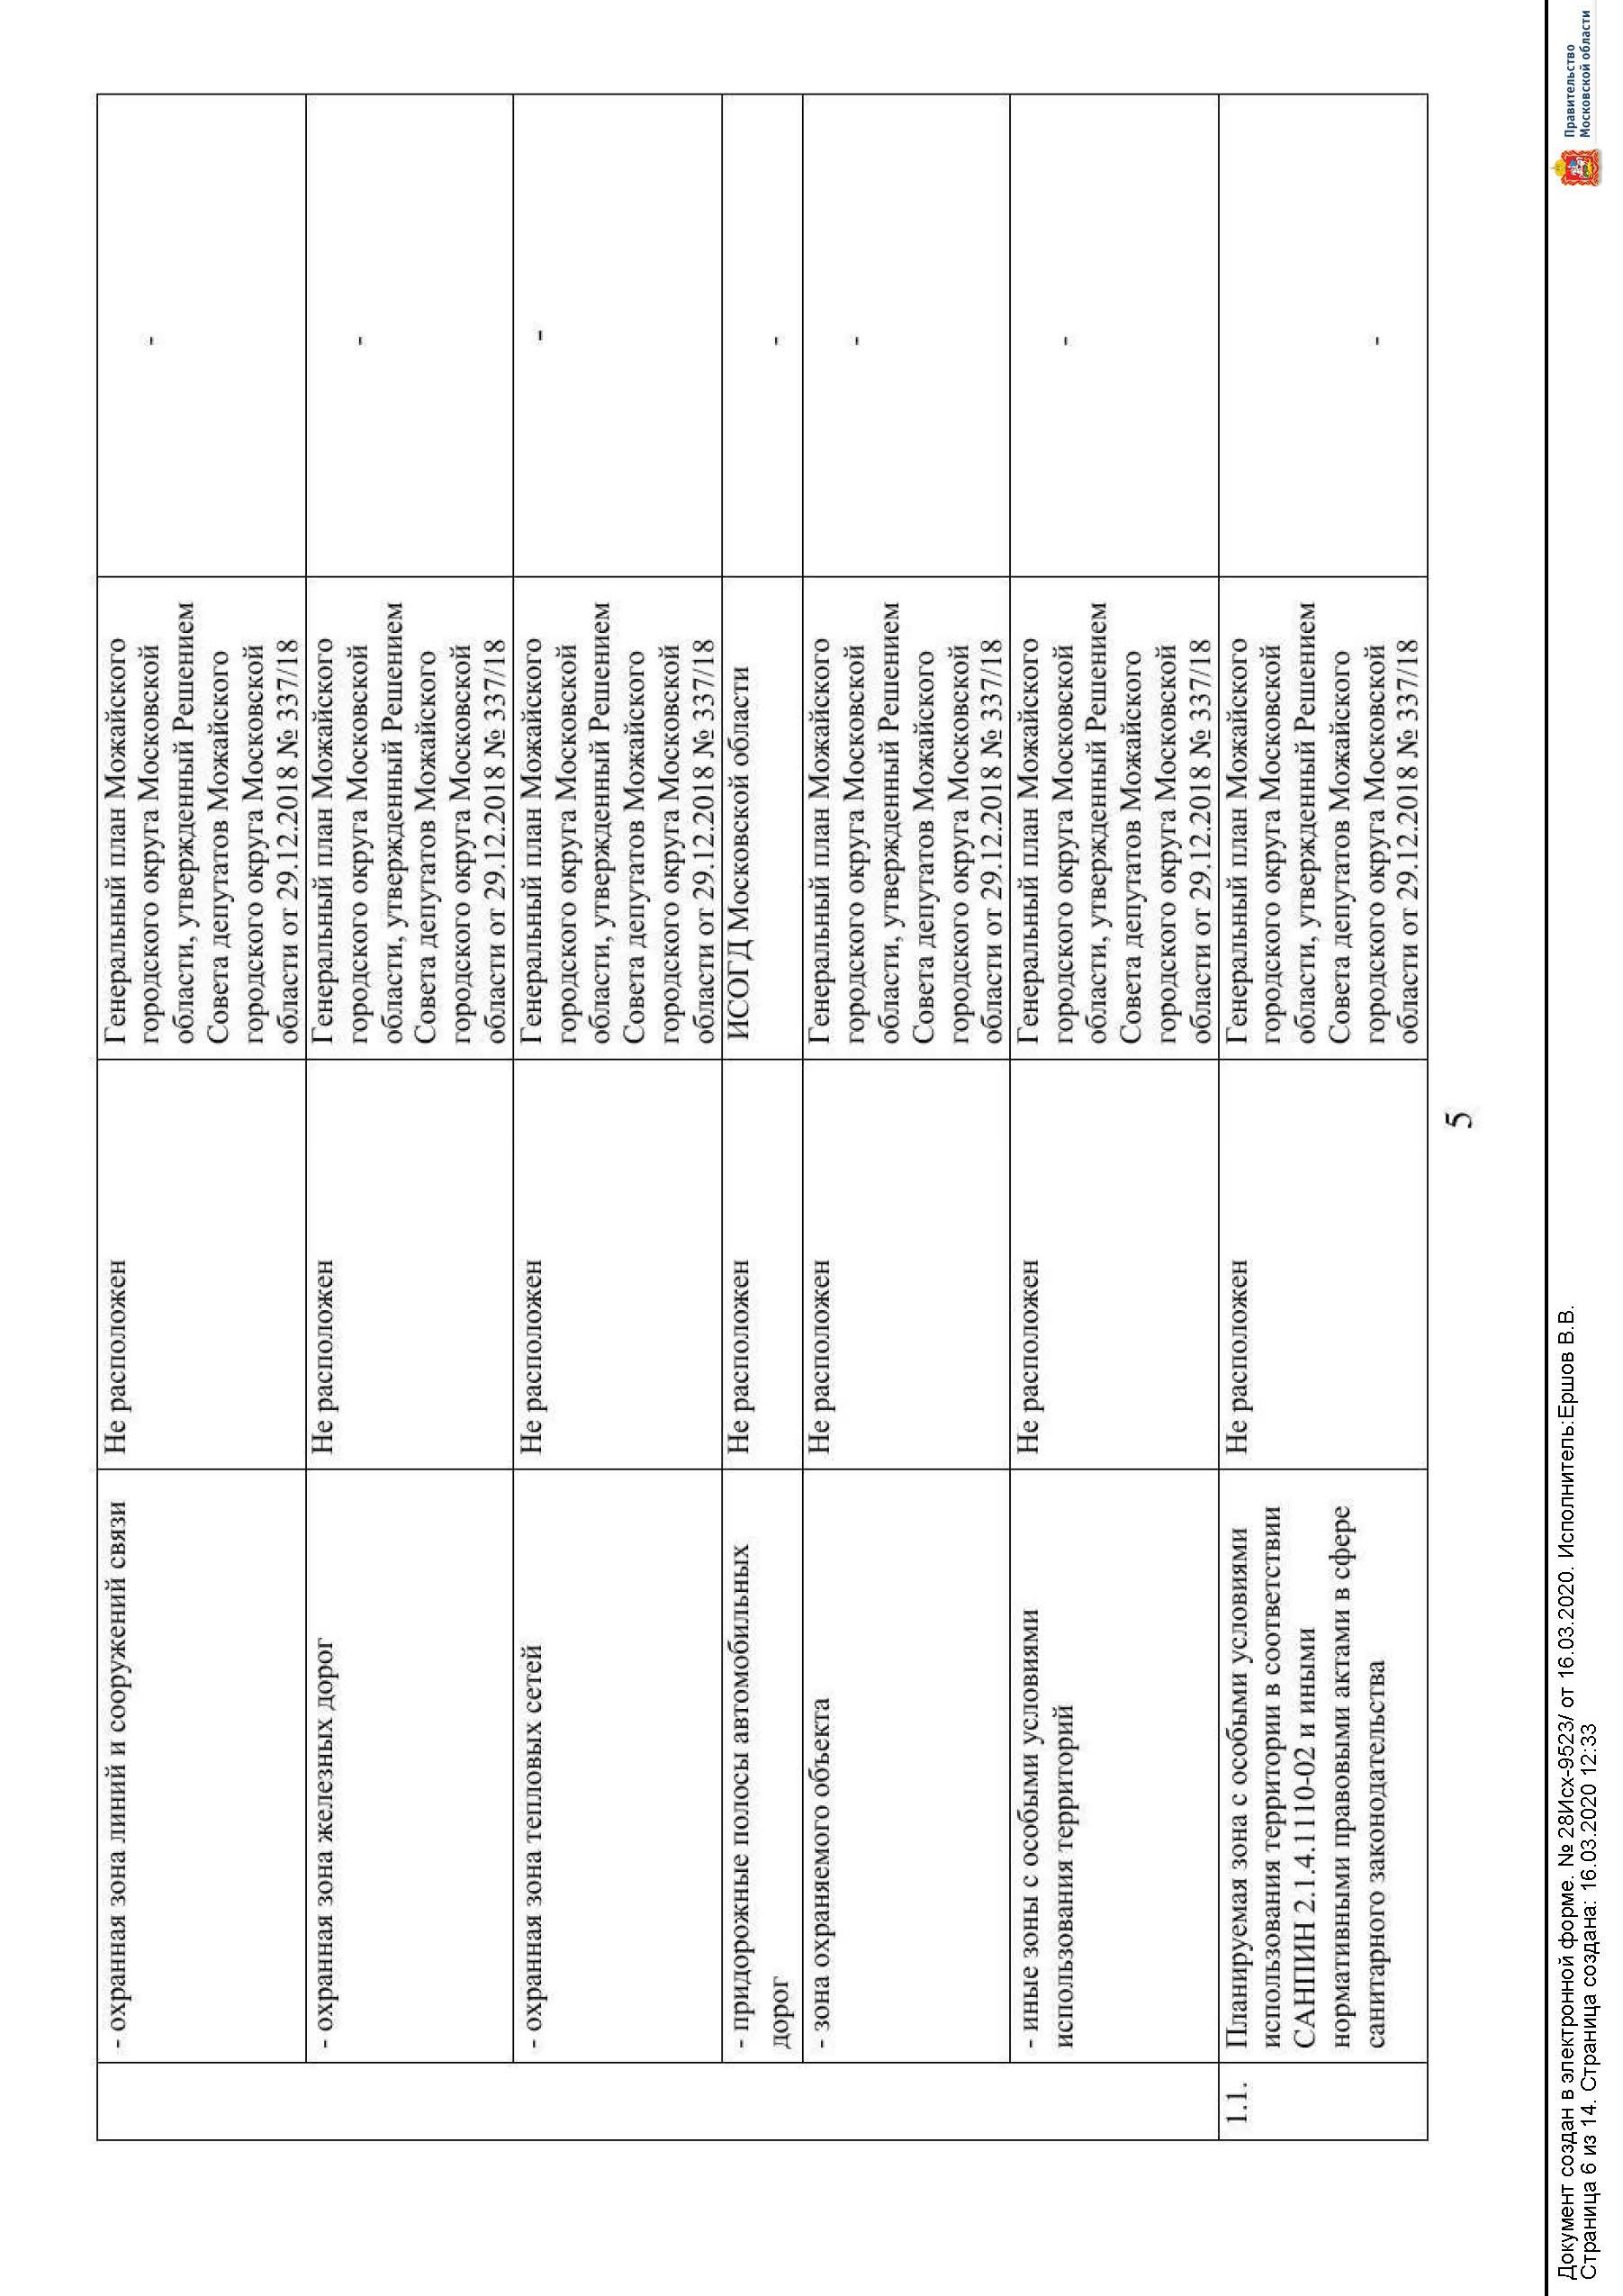 - охранная зона линий и сооружений связи
Не расположен
Генеральный план Можайского
городского округа Московской
области, утвержденный Решением
Совета депутатов Можайского
городского округа Московской
области от 29.12.2018 № 337/18
-
- охранная зона железных дорог
Не расположен
Генеральный план Можайского
городского округа Московской
области, утвержденный Решением
Совета депутатов Можайского
городского округа Московской
области от 29.12.2018 № 337/18
-
- охранная зона тепловых сетей
Не расположен
Генеральный план Можайского
городского округа Московской
области, утвержденный Решением
Совета депутатов Можайского
городского округа Московской
области от 29.12.2018 № 337/18
-
- придорожные полосы автомобильных
дорог
Не расположен
ИСОГД Московской области
-
- зона охраняемого объекта
Не расположен
Генеральный план Можайского
городского округа Московской
области, утвержденный Решением
Совета депутатов Можайского
городского округа Московской
области от 29.12.2018 № 337/18
-
- иные зоны с особыми условиями
использования территорий
Не расположен
Генеральный план Можайского
городского округа Московской
области, утвержденный Решением
Совета депутатов Можайского
городского округа Московской
области от 29.12.2018 № 337/18
-
1.1.
Планируемая зона с особыми условиями
использования территории в соответствии
САНПИН 2.1.4.1110-02 и иными
нормативными правовыми актами в сфере
санитарного законодательства
Не расположен
Генеральный план Можайского
городского округа Московской
области, утвержденный Решением
Совета депутатов Можайского
городского округа Московской
области от 29.12.2018 № 337/18
-
5
Документ создан в электронной форме. № 28Исх-9523/ от 16.03.2020. Исполнитель:Ершов В.В.
Страница 6 из 14. Страница создана: 16.03.2020 12:33
Правительство
Московской области